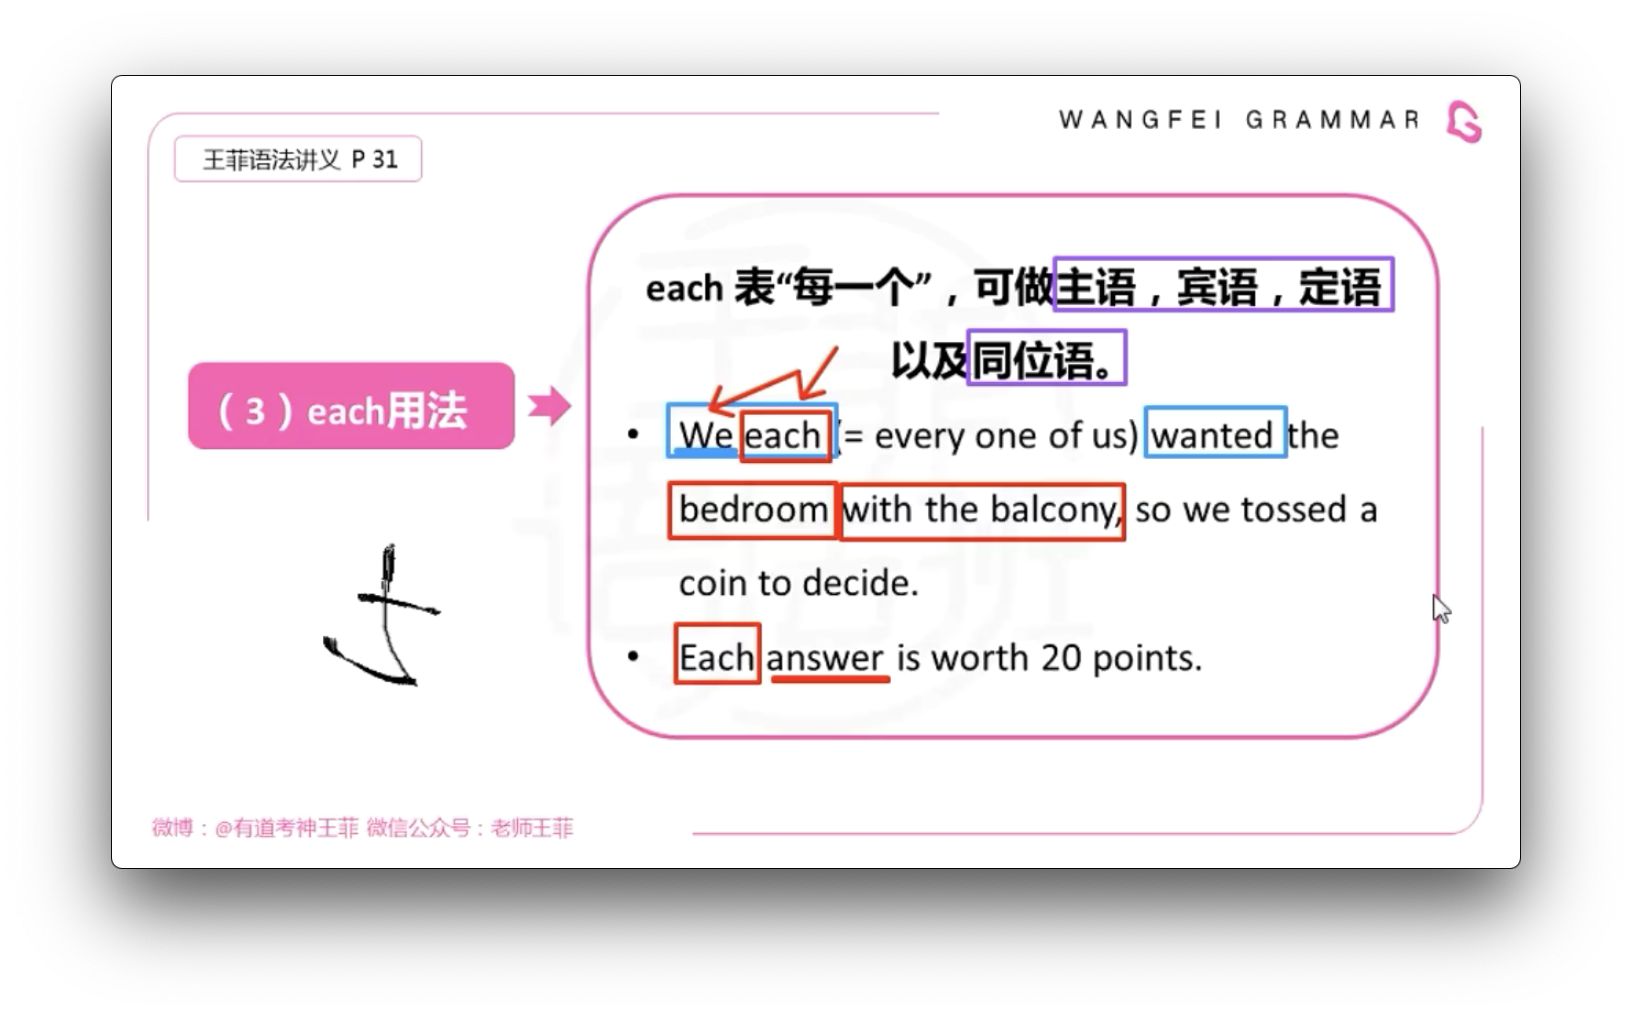 WANGFEI GRAMMAR
王菲语法讲义 P 31
each 表“每一个”，可做主语，宾语，定语
以及同位语。
（3）each用法
• We each (= every one of us) wanted the
bedroom with the balcony, so we tossed a
coin to decide.
• Each answer is worth 20 points.
微博：@有道考神王菲 微信公众号：老师王菲